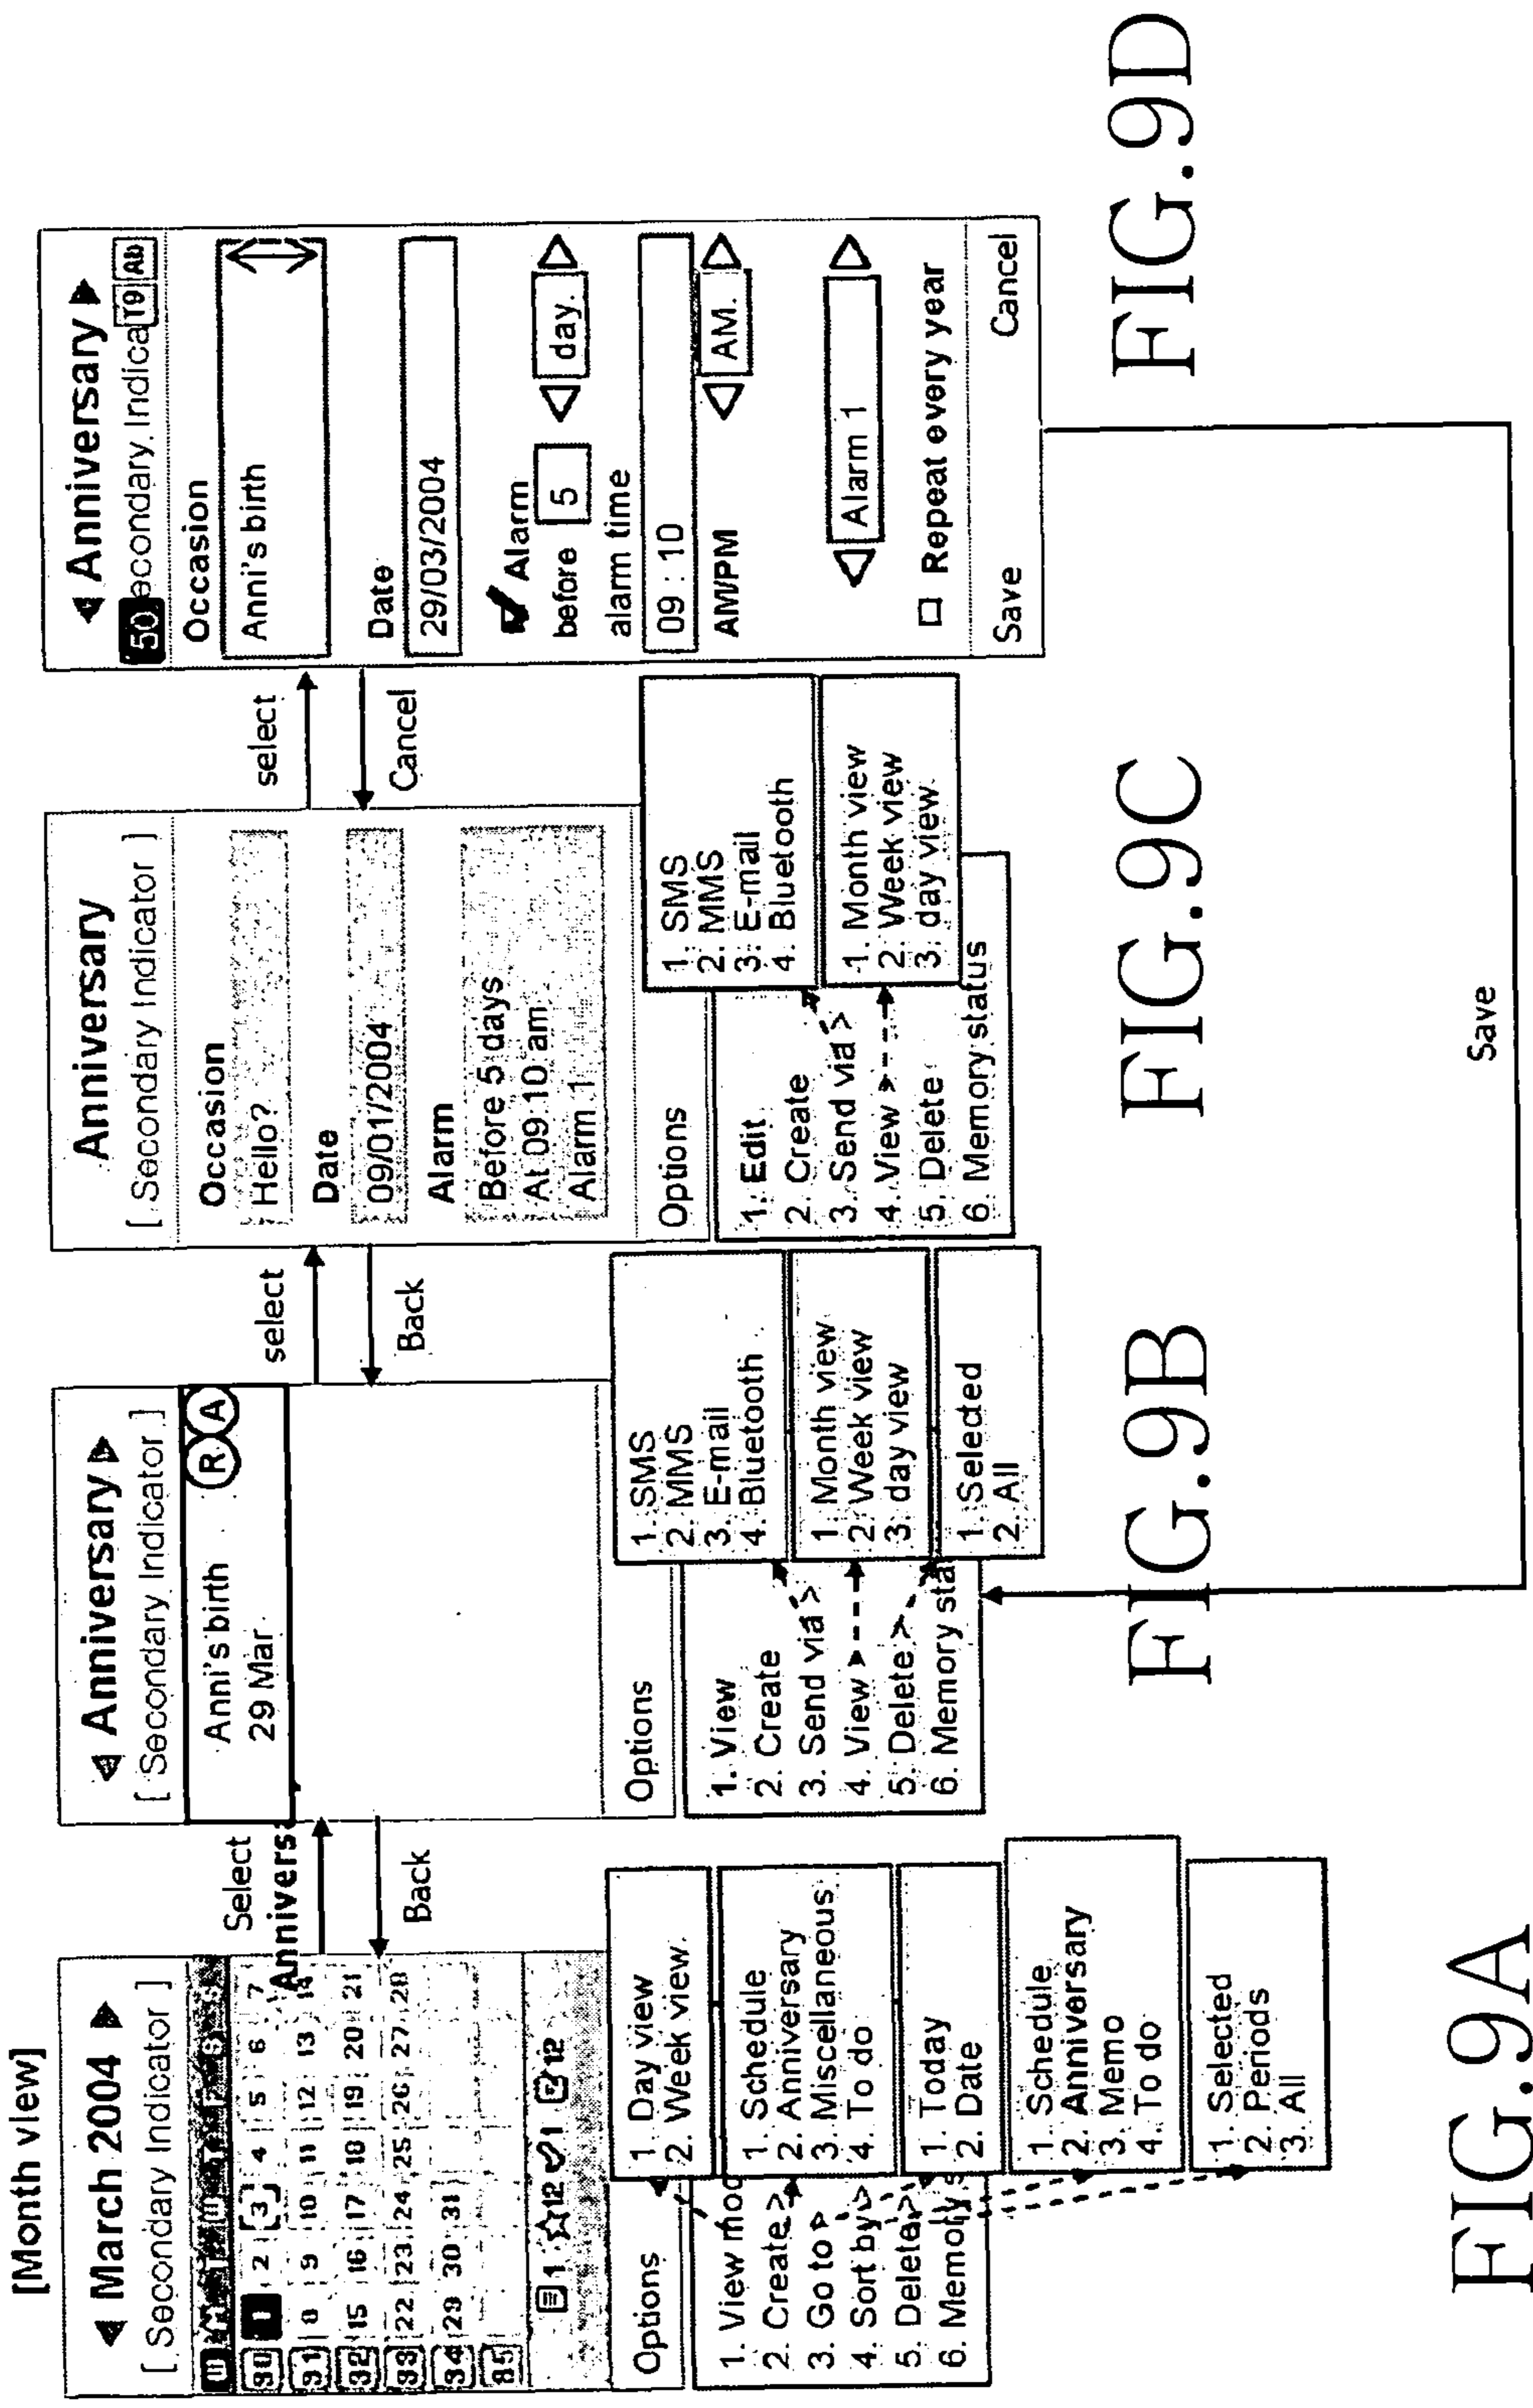 [Month view]
◀ March 2004 ▶
[ Secondary Indicator ]
1 2 3 4 5 6 7
8 9 10 11 12 13 14
15 16 17 18 19 20 21
22 23 24 25 26 27 28
29 30 31
1 ☆12 ✓1 12
Options
1. View mod
2. Create >
3. Go to >
4. Sort by >
5. Delete >
6. Memory s
1. Day view
2. Week view
1. Schedule
2. Anniversary
3. Miscellaneous
4. To do
1. Today
2. Date
1. Schedule
2. Anniversary
3. Memo
4. To do
1. Selected
2. Periods
3. All
FIG.9A
Select
Annivers
Back
◀ Anniversary ▶
[ Secondary Indicator ]
Anni's birth R A
29 Mar
Options
1. View
2. Create
3. Send via >
4. View >
5. Delete >
6. Memory sta
1. SMS
2. MMS
3. E-mail
4. Bluetooth
1. Month view
2. Week view
3. day view
1. Selected
2. All
FIG.9B
select
Back
Anniversary
[ Secondary Indicator ]
Occasion
Hello?
Date
09/01/2004
Alarm
Before 5 days
At 09:10 am
Alarm 1
Options
1. Edit
2. Create
3. Send via >
4. View >
5. Delete
6. Memory status
1. SMS
2. MMS
3. E-mail
4. Bluetooth
1. Month view
2. Week view
3. day view
FIG.9C
select
Cancel
◀ Anniversary ▶
50 econdary Indica T9 Ab
Occasion
Anni's birth
Date
29/03/2004
Alarm
before 5 day.
alarm time
09 : 10
AM/PM AM.
Alarm 1
Repeat every year
Save Cancel
FIG.9D
Save